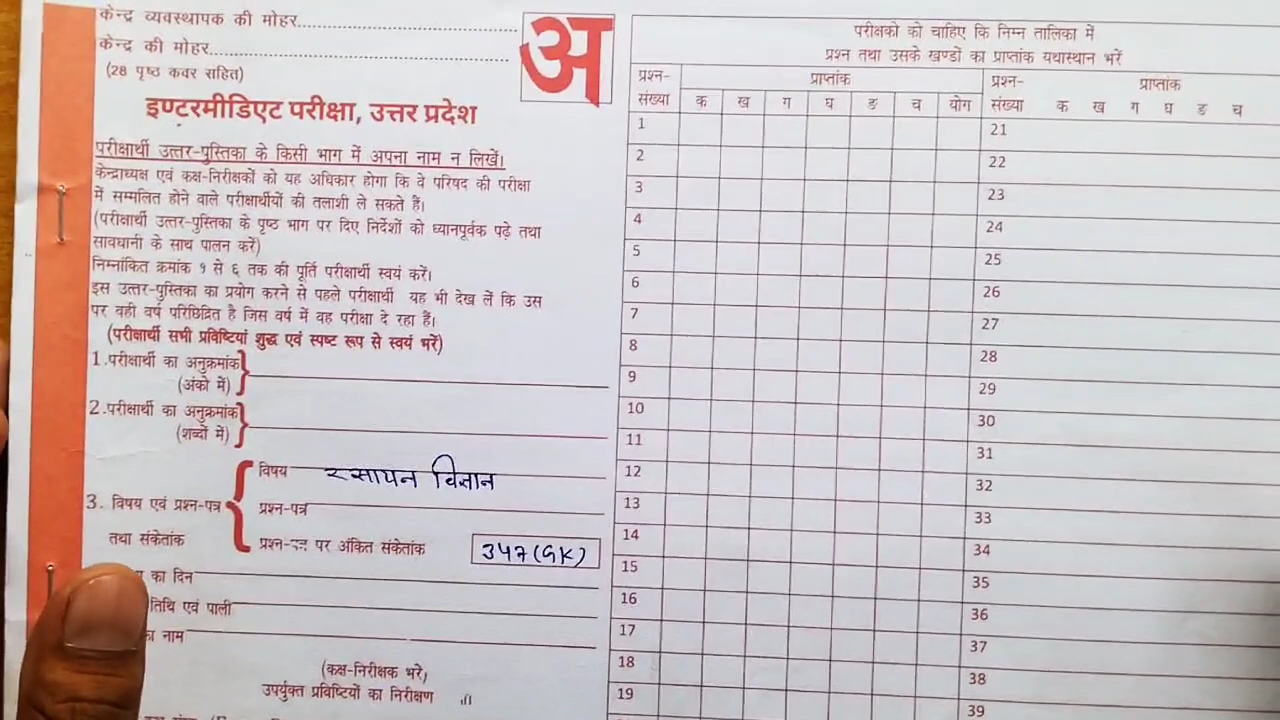 केन्द्र व्यवस्थापक की मोहर
केन्द्र की मोहर
(28 पृष्ठ कवर सहित)
अ
इण्टरमीडिएट परीक्षा, उत्तर प्रदेश
परीक्षार्थी उत्तर-पुस्तिका के किसी भाग में अपना नाम न लिखें।
केन्द्राध्यक्ष एवं कक्ष-निरीक्षकों को यह अधिकार होगा कि वे परिषद की परीक्षा
में सम्मलित होने वाले परीक्षार्थीयों की तलाशी ले सकते हैं।
(परीक्षार्थी उत्तर-पुस्तिका के पृष्ठ भाग पर दिए निर्देशों को ध्यानपूर्वक पढ़े तथा
सावधानी के साथ पालन करें)
निम्नांकित क्रमांक १ से ६ तक की पूर्ति परीक्षार्थी स्वयं करें।
इस उत्तर-पुस्तिका का प्रयोग करने से पहले परीक्षार्थी यह भी देख लें कि उस
पर वही वर्ष परिछिद्रित है जिस वर्ष में वह परीक्षा दे रहा हैं।
(परीक्षार्थी सभी प्रविष्टियां शुद्ध एवं स्पष्ट रूप से स्वयं भरें)
1.परीक्षार्थी का अनुक्रमांक
(अंको में)
2.परीक्षार्थी का अनुक्रमांक
(शब्दों में)
3. विषय एवं प्रश्न-पत्र
तथा संकेतांक
विषय रसायन विज्ञान
प्रश्न-पत्र
प्रश्न-पत्र पर अंकित संकेतांक 347(GK)
का दिन
तिथि एवं पाली
का नाम
(कक्ष-निरीक्षक भरे)
उपर्युक्त प्रविष्टियों का निरीक्षण
परीक्षको को चाहिए कि निम्न तालिका में
प्रश्न तथा उसके खण्डों का प्राप्तांक यथास्थान भरें
प्रश्न-संख्या प्राप्तांक प्रश्न-संख्या प्राप्तांक
क ख ग घ ङ च योग क ख ग घ ङ च
1 21
2 22
3 23
4 24
5 25
6 26
7 27
8 28
9 29
10 30
11 31
12 32
13 33
14 34
15 35
16 36
17 37
18 38
19 39